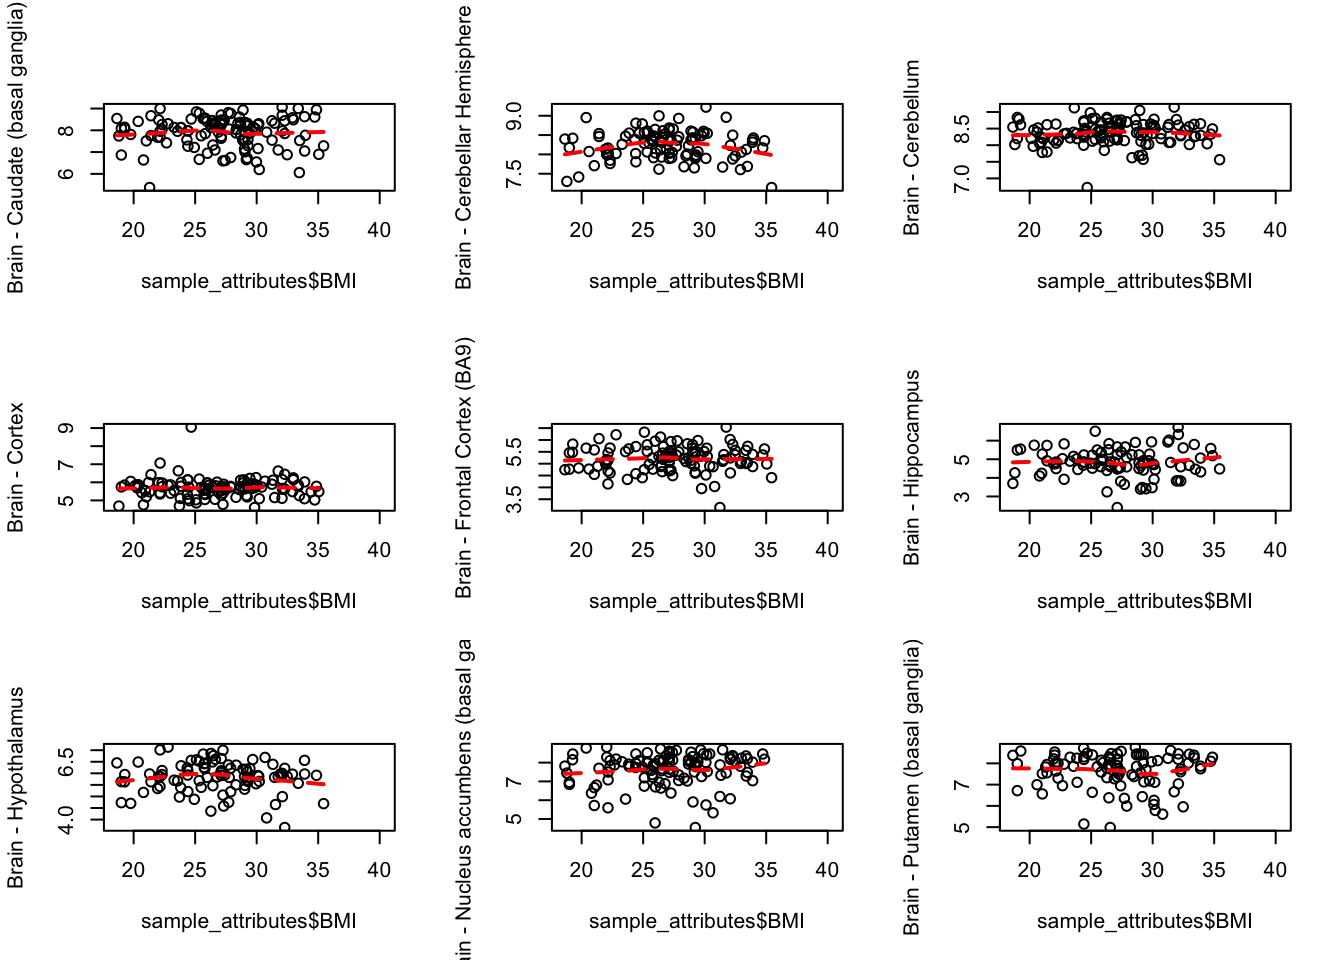 Brain - Caudate (basal ganglia)
8
6
20 25 30 35 40
sample_attributes$BMI
Brain - Cerebellar Hemisphere
9.0
7.5
20 25 30 35 40
sample_attributes$BMI
Brain - Cerebellum
8.5
7.0
20 25 30 35 40
sample_attributes$BMI
Brain - Cortex
9
7
5
20 25 30 35 40
sample_attributes$BMI
Brain - Frontal Cortex (BA9)
5.5
3.5
20 25 30 35 40
sample_attributes$BMI
Brain - Hippocampus
5
3
20 25 30 35 40
sample_attributes$BMI
Brain - Hypothalamus
6.5
4.0
20 25 30 35 40
sample_attributes$BMI
ain - Nucleus accumbens (basal ga
7
5
20 25 30 35 40
sample_attributes$BMI
Brain - Putamen (basal ganglia)
7
5
20 25 30 35 40
sample_attributes$BMI